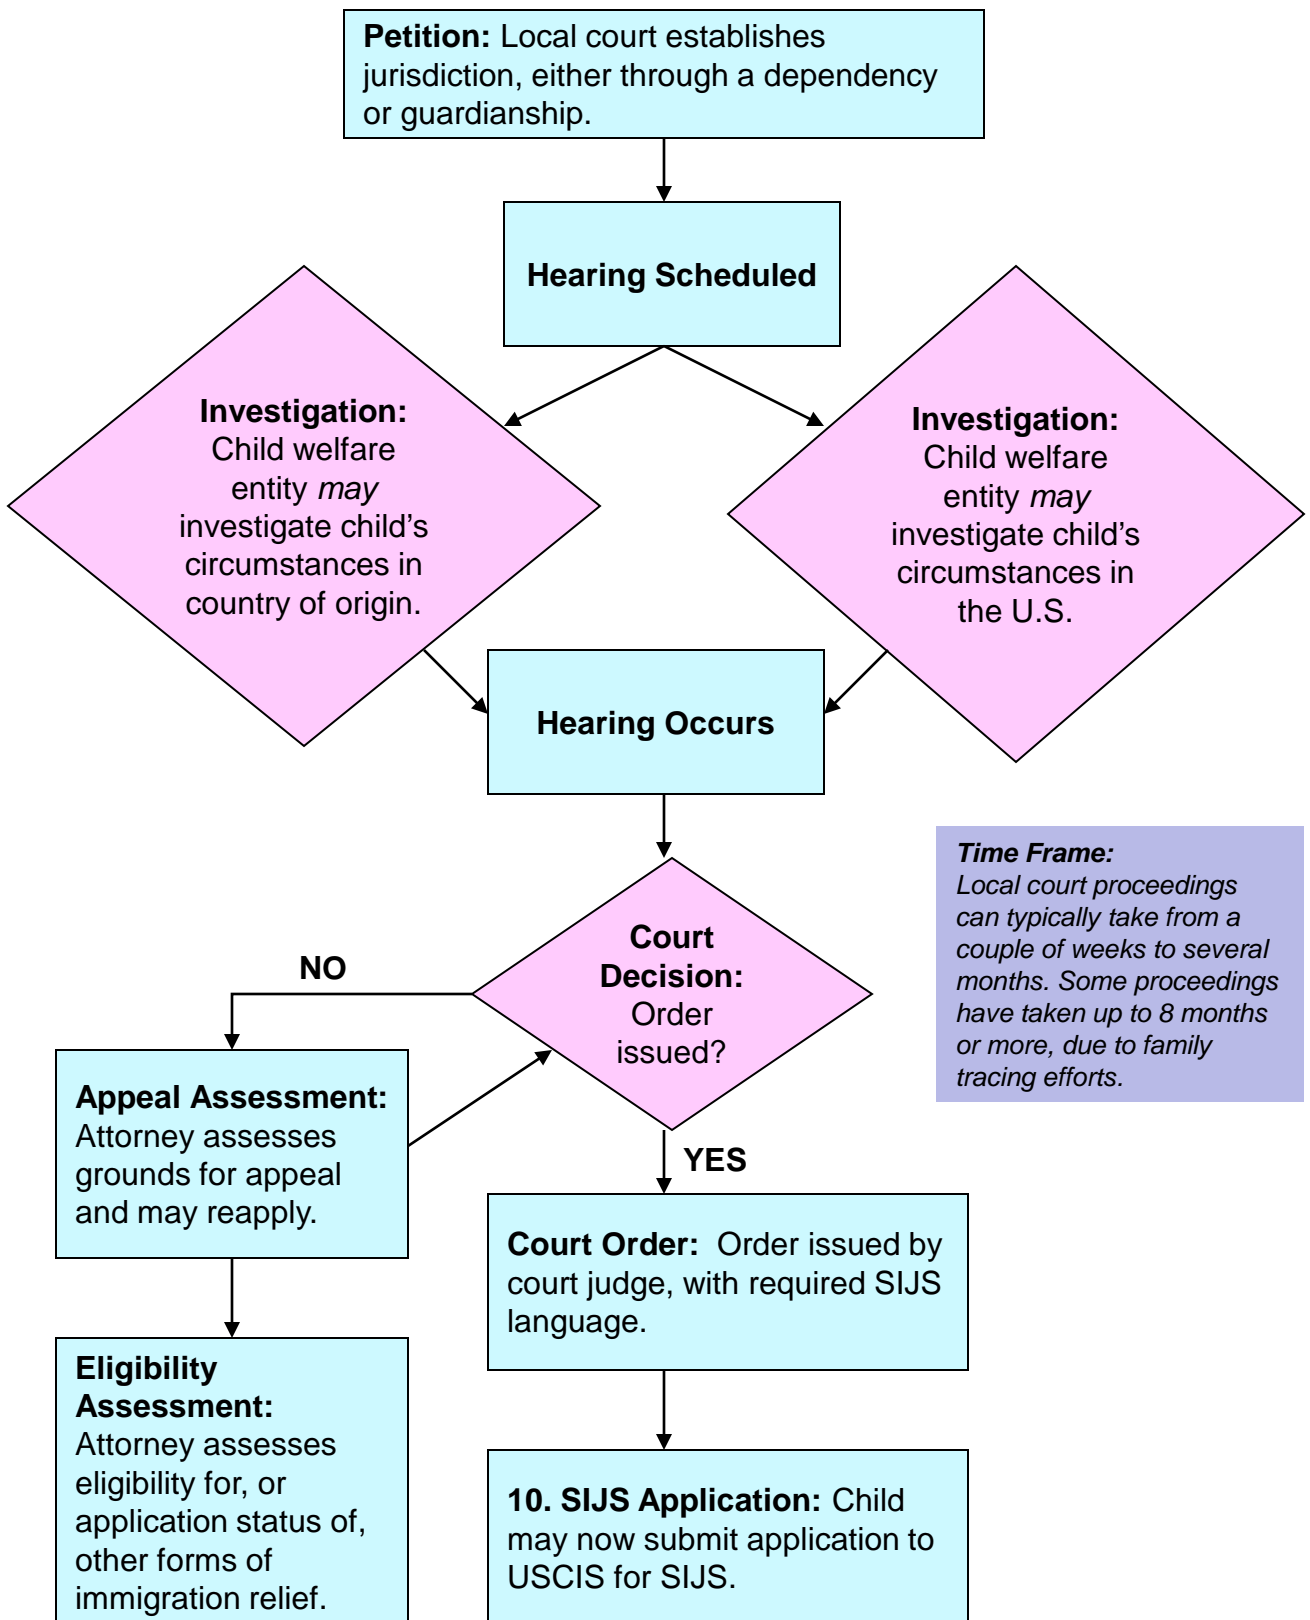 Petition: Local court establishes
jurisdiction, either through a dependency
or guardianship.
Hearing Scheduled
Investigation:
Child welfare
entity may
investigate child’s
circumstances in
country of origin.
Investigation:
Child welfare
entity may
investigate child’s
circumstances in
the U.S.
Hearing Occurs
Time Frame:
Local court proceedings
can typically take from a
couple of weeks to several
months. Some proceedings
have taken up to 8 months
or more, due to family
tracing efforts.
Court
Decision:
Order
issued?
NO
Appeal Assessment:
Attorney assesses
grounds for appeal
and may reapply.
YES
Court Order:  Order issued by
court judge, with required SIJS
language.
Eligibility
Assessment:
Attorney assesses
eligibility for, or
application status of,
other forms of
immigration relief.
10. SIJS Application: Child
may now submit application to
USCIS for SIJS.